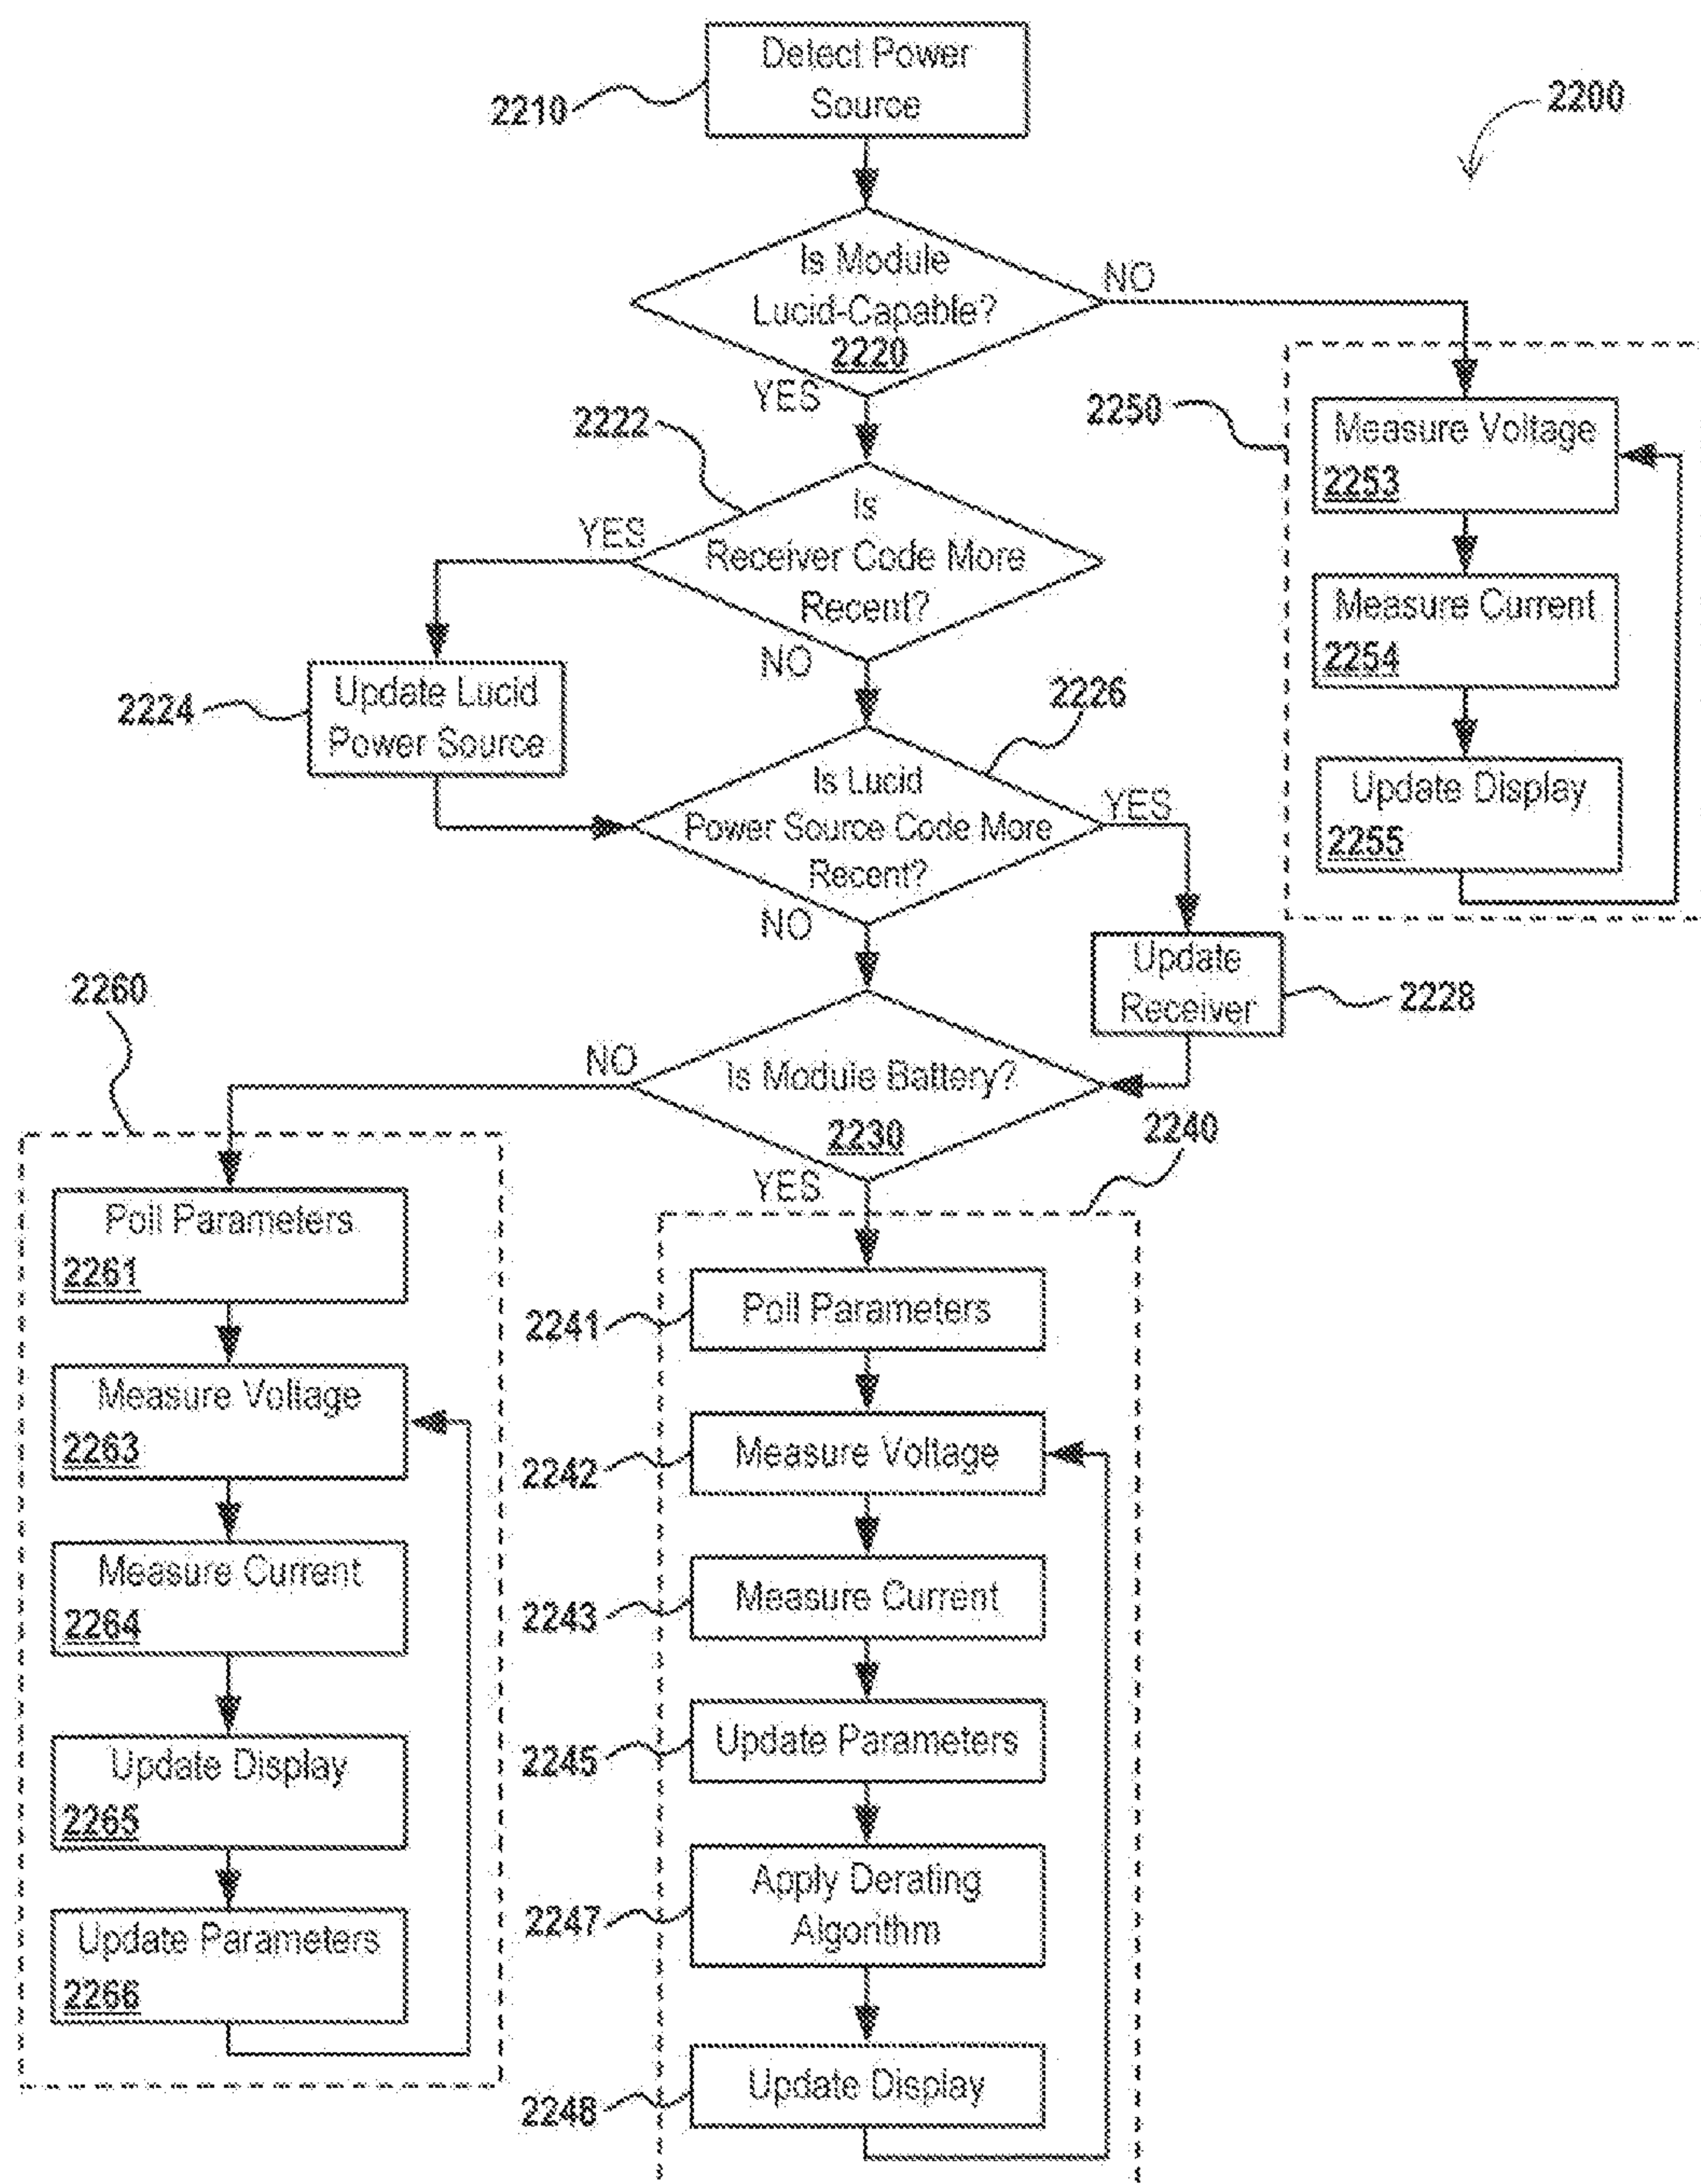 Detect Power
Source
2210
2200
Is Module
Lucid-Capable?
2220
NO
YES
2222
2250
Measure Voltage
2253
Is
Receiver Code More
Recent?
YES
NO
Measure Current
2254
2224
Update Lucid
Power Source
2226
Is Lucid
Power Source Code More
Recent?
YES
NO
Update Display
2255
Update
Receiver
2228
2260
NO
Is Module Battery?
2230
YES
2240
Poll Parameters
2261
2241
Poll Parameters
Measure Voltage
2263
2242
Measure Voltage
Measure Current
2264
2243
Measure Current
Update Display
2265
2245
Update Parameters
2247
Apply Derating
Algorithm
Update Parameters
2266
2248
Update Display